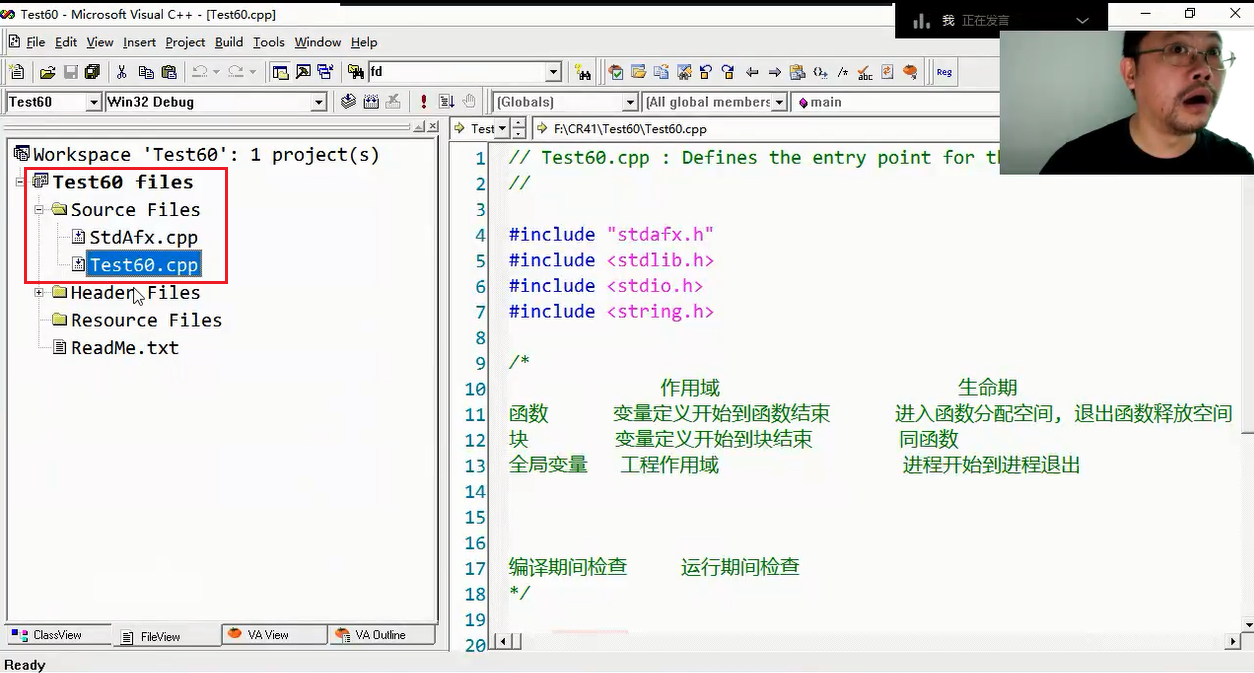 Test60 - Microsoft Visual C++ - [Test60.cpp]
我 正在发言
File Edit View Insert Project Build Tools Window Help
fd
Reg
Test60 Win32 Debug [Globals] [All global members main
Test F:\CR41\Test60\Test60.cpp
Workspace 'Test60': 1 project(s)
Test60 files
Source Files
StdAfx.cpp
Test60.cpp
Header Files
Resource Files
ReadMe.txt
1 // Test60.cpp : Defines the entry point for
2 //
3
4 #include "stdafx.h"
5 #include <stdlib.h>
6 #include <stdio.h>
7 #include <string.h>
8
9 /*
10 作用域 生命期
11 函数 变量定义开始到函数结束 进入函数分配空间, 退出函数释放空间
12 块 变量定义开始到块结束 同函数
13 全局变量 工程作用域 进程开始到进程退出
14
15
16
17 编译期间检查 运行期间检查
18 */
19
20
ClassView FileView VA View VA Outline
Ready